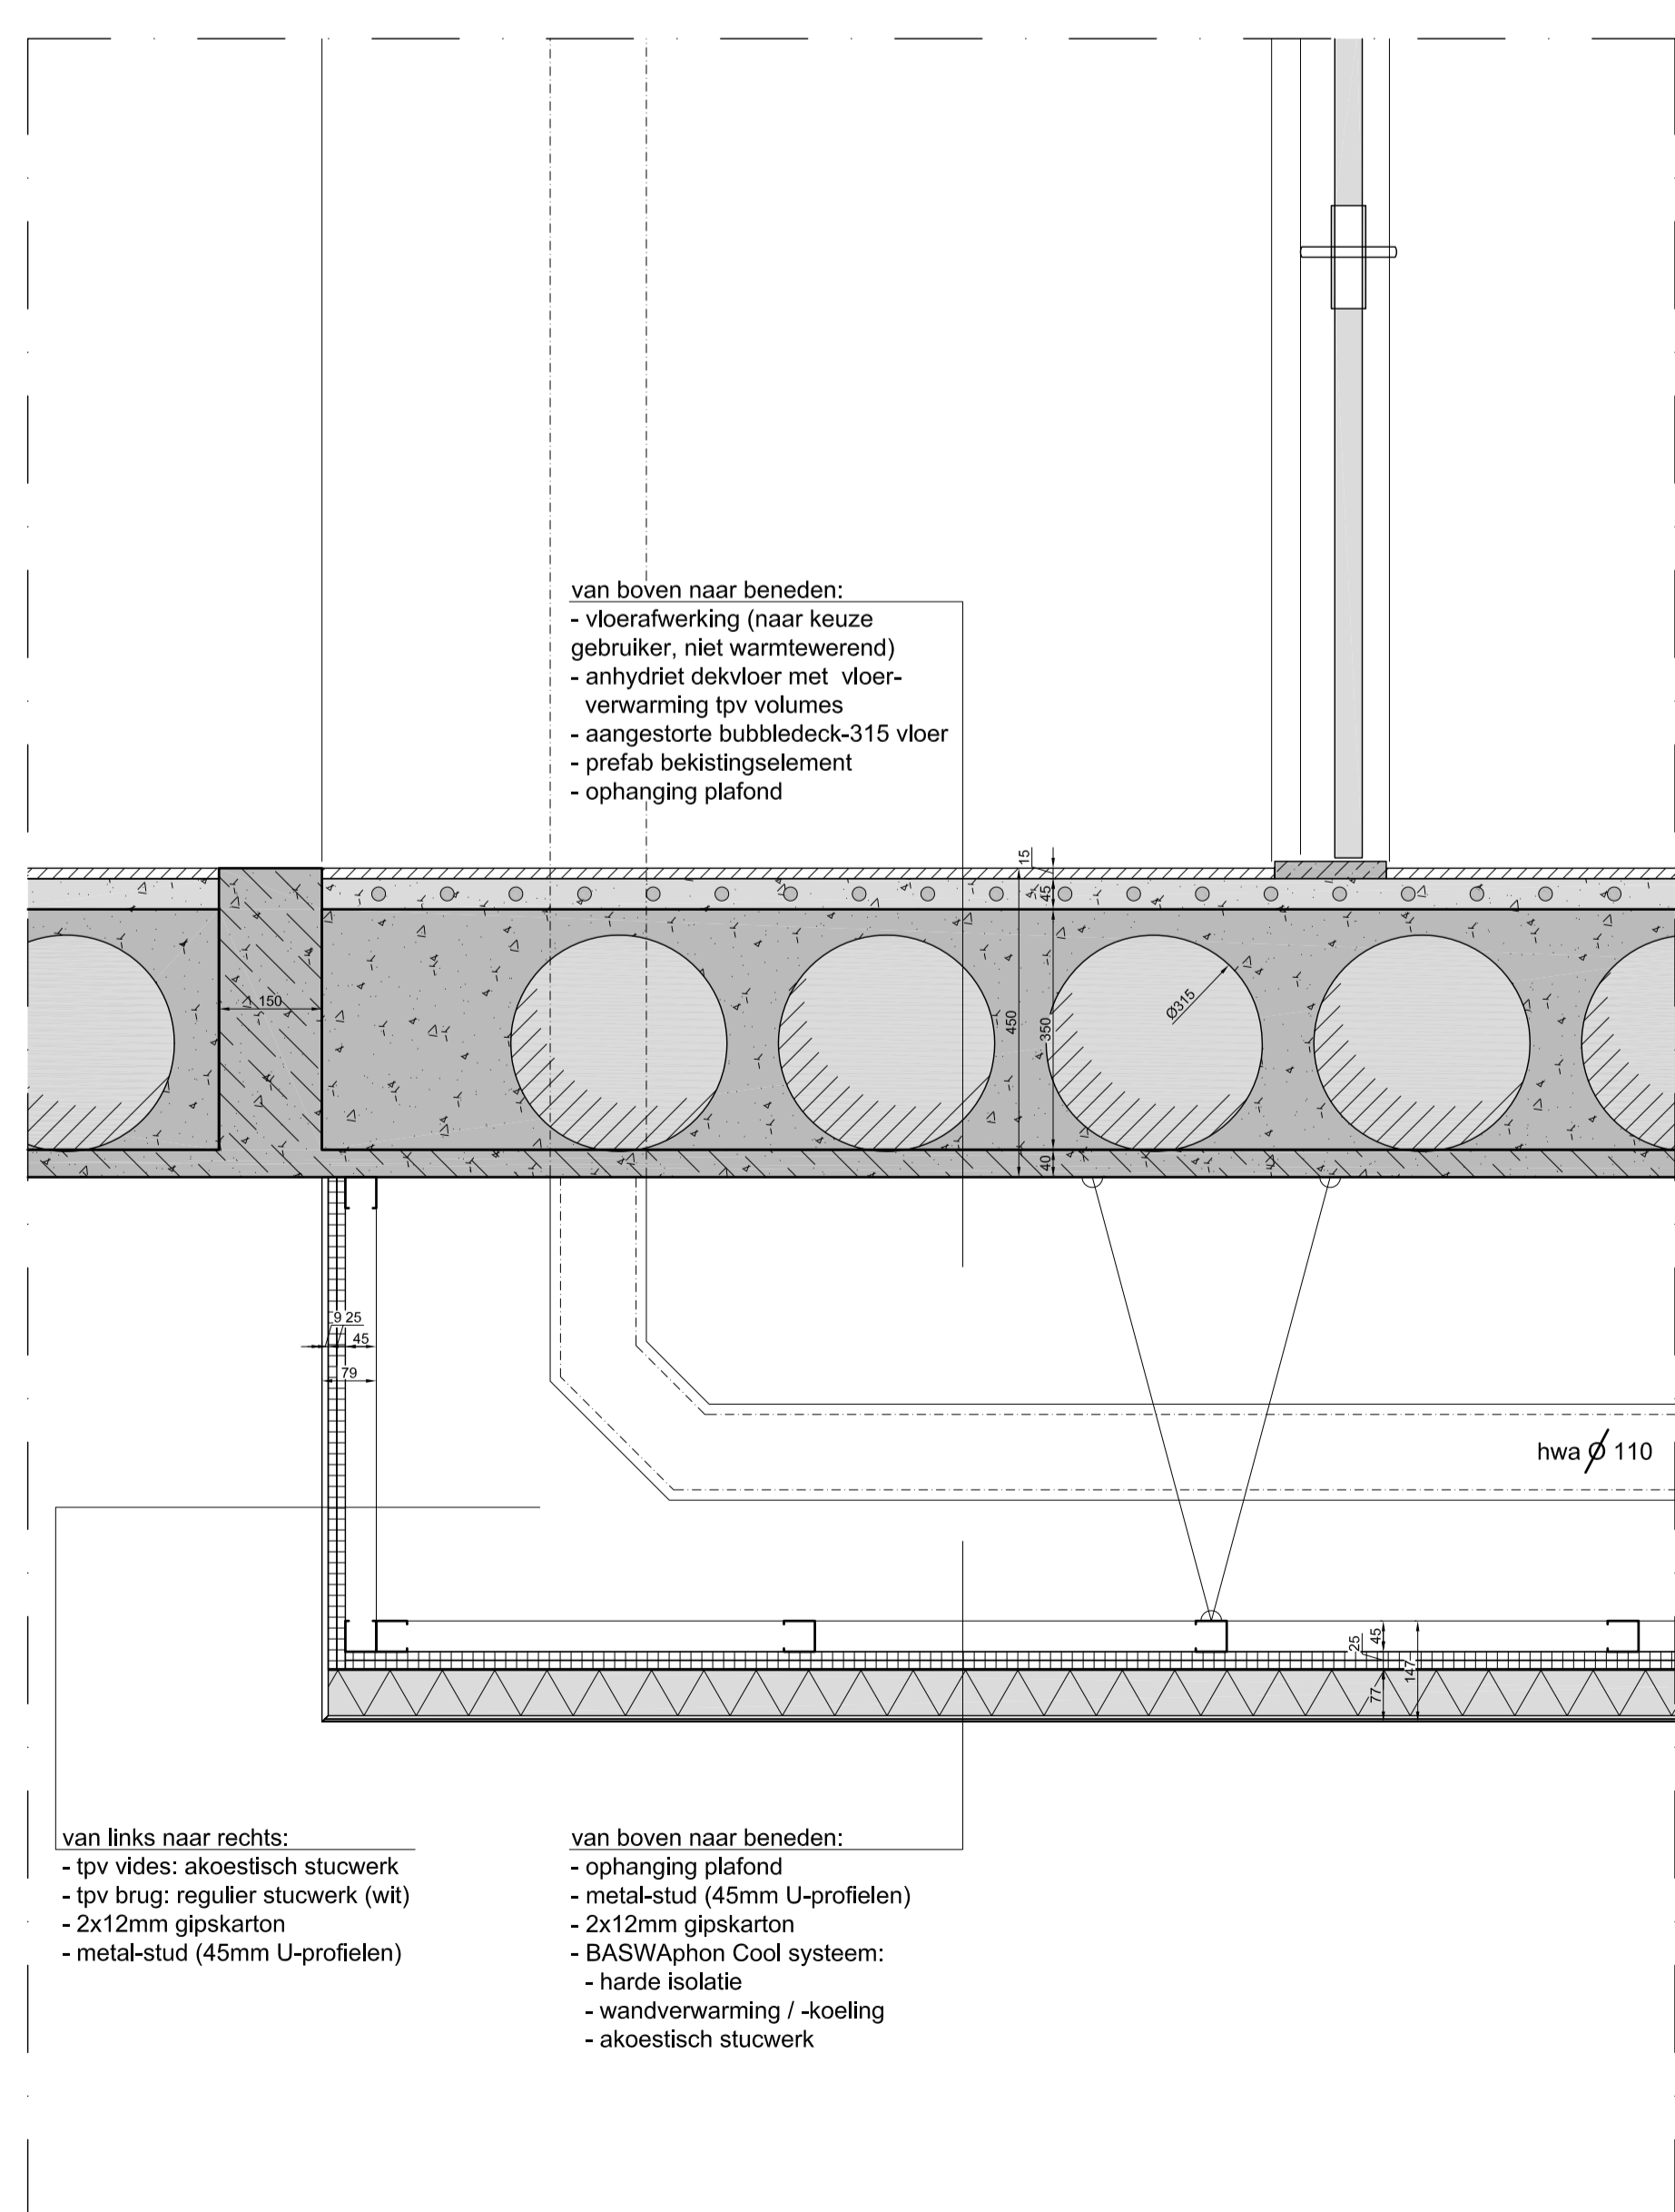 van boven naar beneden:
- vloerafwerking (naar keuze
gebruiker, niet warmtewerend)
- anhydriet dekvloer met vloer-
verwarming tpv volumes
- aangestorte bubbledeck-315 vloer
- prefab bekistingselement
- ophanging plafond
15
45
150
Ø315
450
350
40
9 25
45
79
hwa Ø 110
25
45
147
77
van links naar rechts:
- tpv vides: akoestisch stucwerk
- tpv brug: regulier stucwerk (wit)
- 2x12mm gipskarton
- metal-stud (45mm U-profielen)
van boven naar beneden:
- ophanging plafond
- metal-stud (45mm U-profielen)
- 2x12mm gipskarton
- BASWAphon Cool systeem:
- harde isolatie
- wandverwarming / -koeling
- akoestisch stucwerk